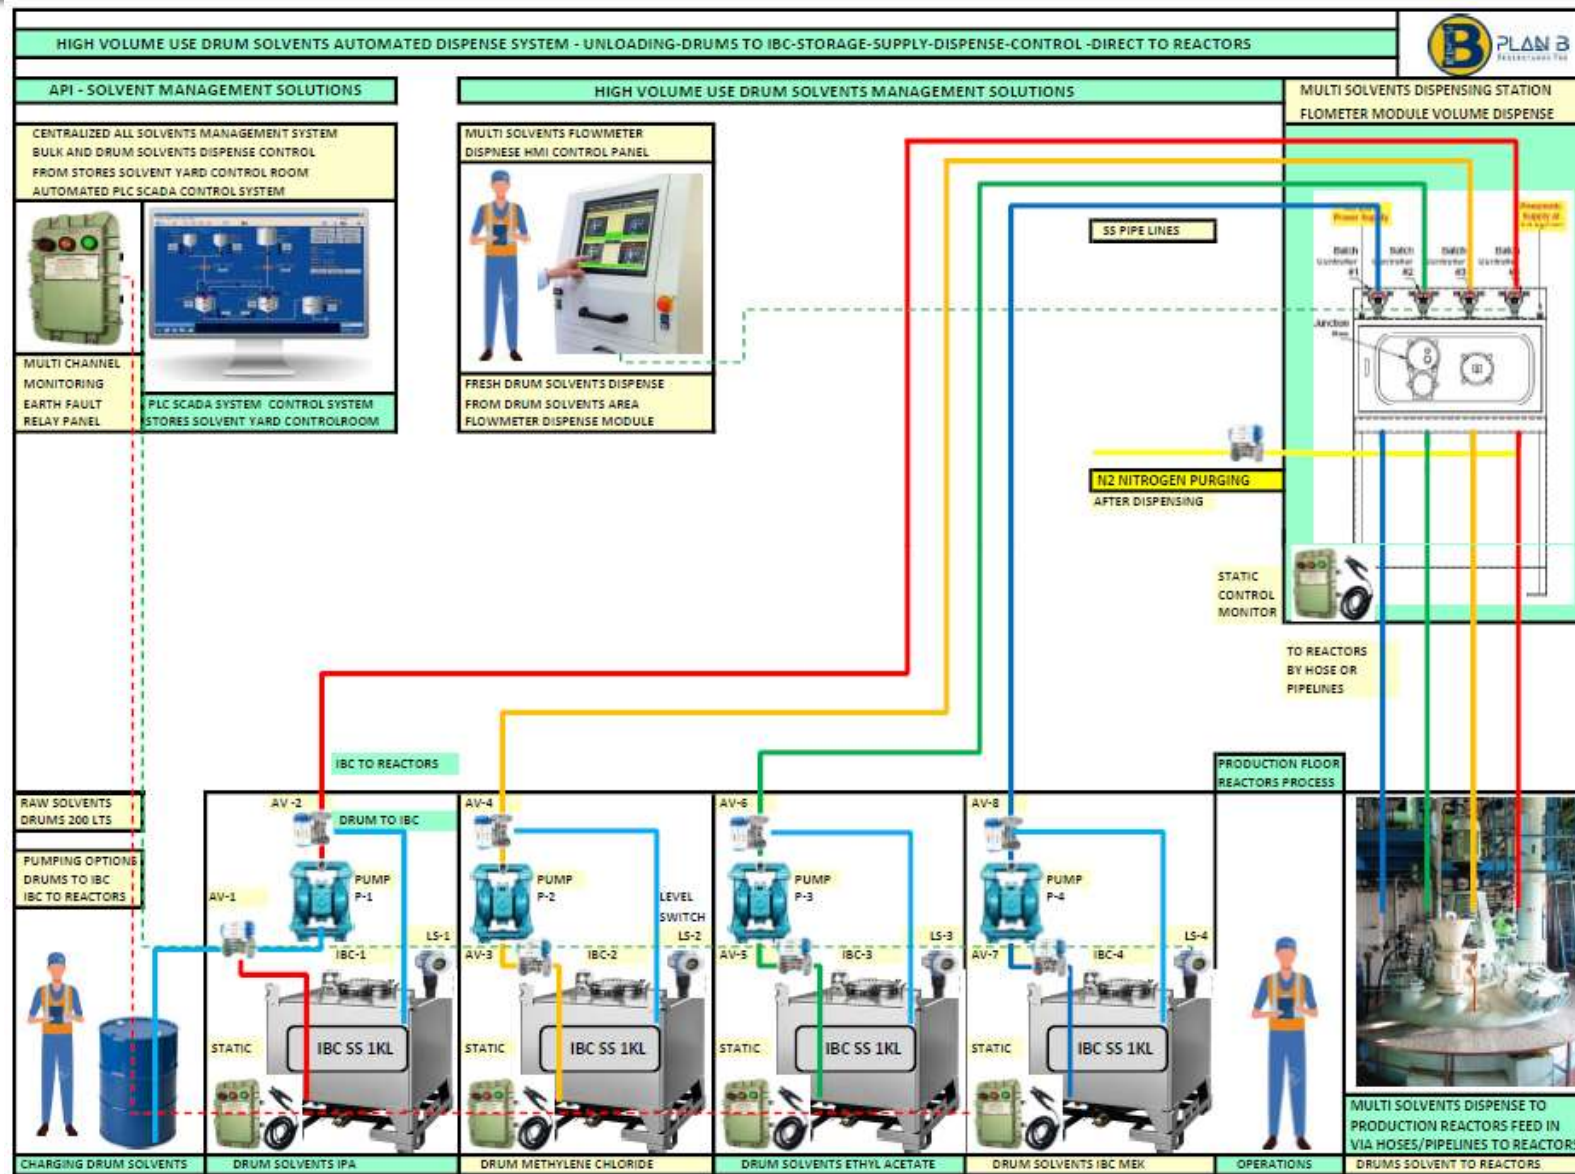 HIGH VOLUME USE DRUM SOLVENTS AUTOMATED DISPENSE SYSTEM - UNLOADING-DRUMS TO IBC-STORAGE-SUPPLY-DISPENSE-CONTROL -DIRECT TO REACTORS
B PLAN B
API - SOLVENT MANAGEMENT SOLUTIONS
HIGH VOLUME USE DRUM SOLVENTS MANAGEMENT SOLUTIONS
MULTI SOLVENTS DISPENSING STATION
FLOMETER MODULE VOLUME DISPENSE
CENTRALIZED ALL SOLVENTS MANAGEMENT SYSTEM
BULK AND DRUM SOLVENTS DISPENSE CONTROL
FROM STORES SOLVENT YARD CONTROL ROOM
AUTOMATED PLC SCADA CONTROL SYSTEM
MULTI SOLVENTS FLOWMETER
DISPNESE HMI CONTROL PANEL
SS PIPE LINES
Power Supply
Pneumatic
Supply at
Batch
Controller
#1
Batch
Controller
#2
Batch
Controller
#3
Batch
Junction
Box
MULTI CHANNEL
MONITORING
EARTH FAULT
RELAY PANEL
PLC SCADA SYSTEM CONTROL SYSTEM
STORES SOLVENT YARD CONTROLROOM
FRESH DRUM SOLVENTS DISPENSE
FROM DRUM SOLVENTS AREA
FLOWMETER DISPENSE MODULE
N2 NITROGEN PURGING
AFTER DISPENSING
STATIC
CONTROL
MONITOR
TO REACTORS
BY HOSE OR
PIPELINES
IBC TO REACTORS
PRODUCTION FLOOR
REACTORS PROCESS
RAW SOLVENTS
DRUMS 200 LTS
AV -2
DRUM TO IBC
AV-4
AV-6
AV-8
PUMPING OPTIONS
DRUMS TO IBC
IBC TO REACTORS
AV-1
PUMP
P-1
PUMP
P-2
LEVEL
SWITCH
PUMP
P-3
PUMP
P-4
IBC-1
LS-1
AV-3
IBC-2
LS-2
AV-5
IBC-3
LS-3
AV-7
IBC-4
LS-4
STATIC
IBC SS 1KL
STATIC
IBC SS 1KL
STATIC
IBC SS 1KL
STATIC
IBC SS 1KL
MULTI SOLVENTS DISPENSE TO
PRODUCTION REACTORS FEED IN
VIA HOSES/PIPELINES TO REACTORS
CHARGING DRUM SOLVENTS
DRUM SOLVENTS IPA
DRUM METHYLENE CHLORIDE
DRUM SOLVENTS ETHYL ACETATE
DRUM SOLVENTS IBC MEK
OPERATIONS
DRUMS SOLVENT TO REACTORS